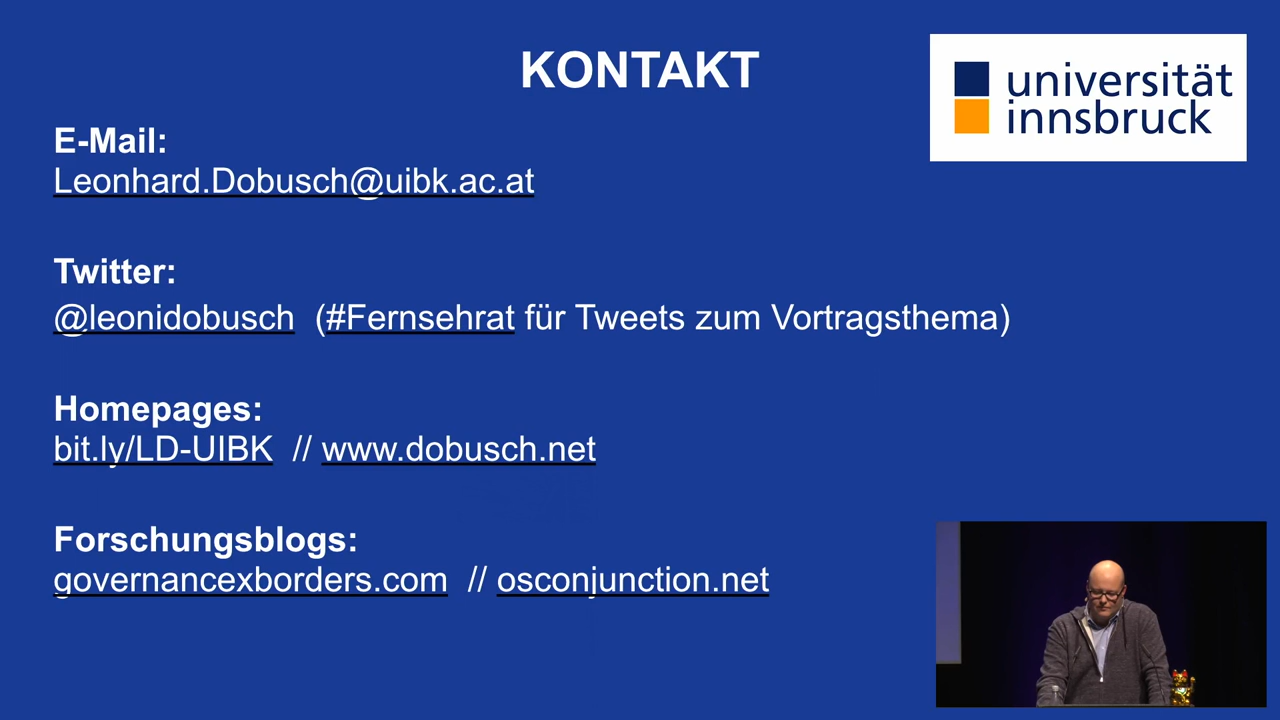 KONTAKT
universität
innsbruck
E-Mail:
Leonhard.Dobusch@uibk.ac.at
Twitter:
@leonidobusch (#Fernsehrat für Tweets zum Vortragsthema)
Homepages:
bit.ly/LD-UIBK // www.dobusch.net
Forschungsblogs:
governancexborders.com // osconjunction.net